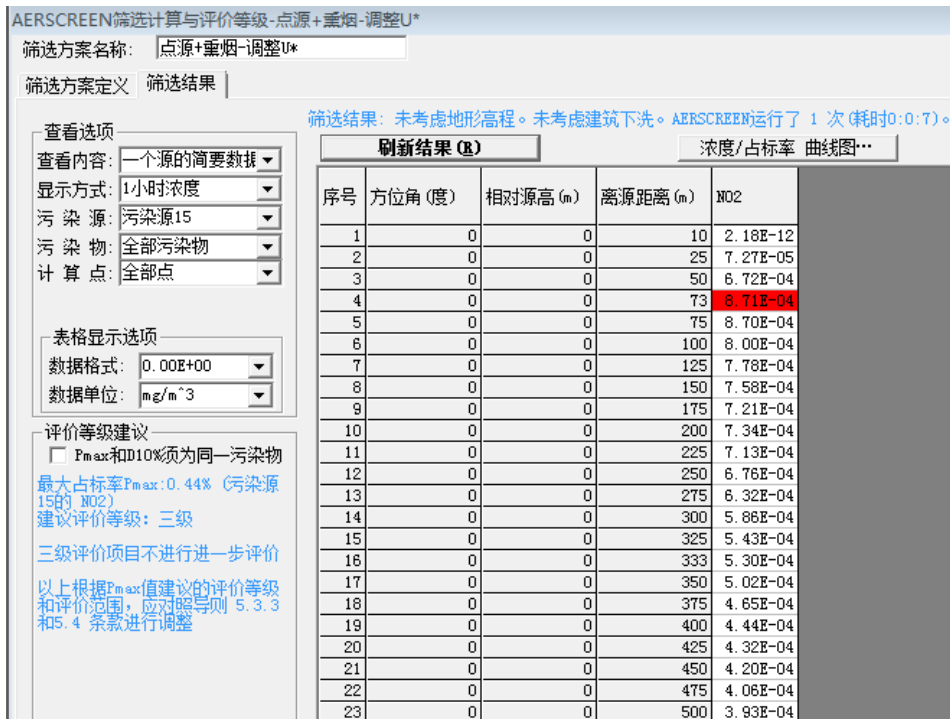 AERSCREEN筛选计算与评价等级-点源+重烟-调整U*
筛选方案名称: 点源+重烟-调整U*
筛选方案定义 筛选结果
筛选结果: 未考虑地形高程。未考虑建筑下洗。AERSCREEN运行了 1 次(耗时0:0:7)。
查看选项
查看内容: 一个源的简要数据
显示方式: 1小时浓度
污 染 源: 污染源15
污 染 物: 全部污染物
计 算 点: 全部点
表格显示选项
数据格式: 0.00E+00
数据单位: mg/m^3
评价等级建议
Pmax和D10%须为同一污染物
最大占标率Pmax:0.44% (污染源
15的 NO2)
建议评价等级: 三级
三级评价项目不进行进一步评价
以上根据Pmax值建议的评价等级
和评价范围,应对照导则 5.3.3
和5.4 条款进行调整
刷新结果(R) 浓度/占标率 曲线图…
序号 方位角(度) 相对源高(m) 离源距离(m) NO2
1 0 0 10 2.18E-12
2 0 0 25 7.27E-05
3 0 0 50 6.72E-04
4 0 0 73 8.71E-04
5 0 0 75 8.70E-04
6 0 0 100 8.00E-04
7 0 0 125 7.78E-04
8 0 0 150 7.58E-04
9 0 0 175 7.21E-04
10 0 0 200 7.34E-04
11 0 0 225 7.13E-04
12 0 0 250 6.76E-04
13 0 0 275 6.32E-04
14 0 0 300 5.86E-04
15 0 0 325 5.43E-04
16 0 0 333 5.30E-04
17 0 0 350 5.02E-04
18 0 0 375 4.65E-04
19 0 0 400 4.44E-04
20 0 0 425 4.32E-04
21 0 0 450 4.20E-04
22 0 0 475 4.06E-04
23 0 0 500 3.93E-04